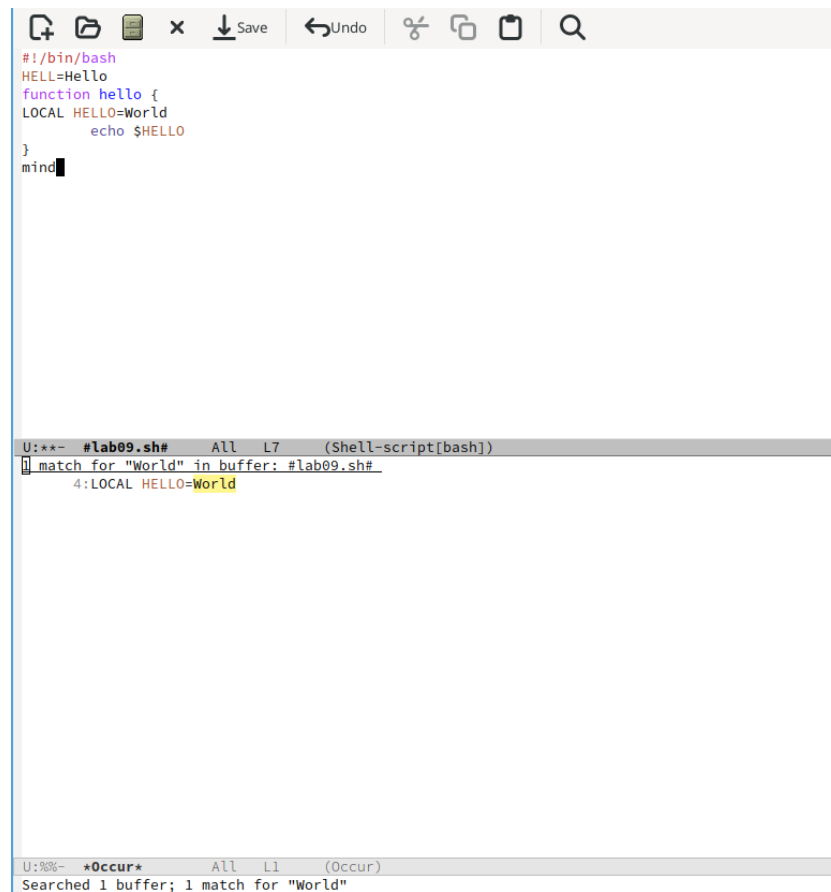 Save Undo
#!/bin/bash
HELL=Hello
function hello {
LOCAL HELLO=World
        echo $HELLO
}
mind
U:**-  #lab09.sh#     All   L7     (Shell-script[bash])
1 match for "World" in buffer: #lab09.sh#
      4:LOCAL HELLO=World
U:%%-  *Occur*        All   L1     (Occur)
Searched 1 buffer; 1 match for "World"